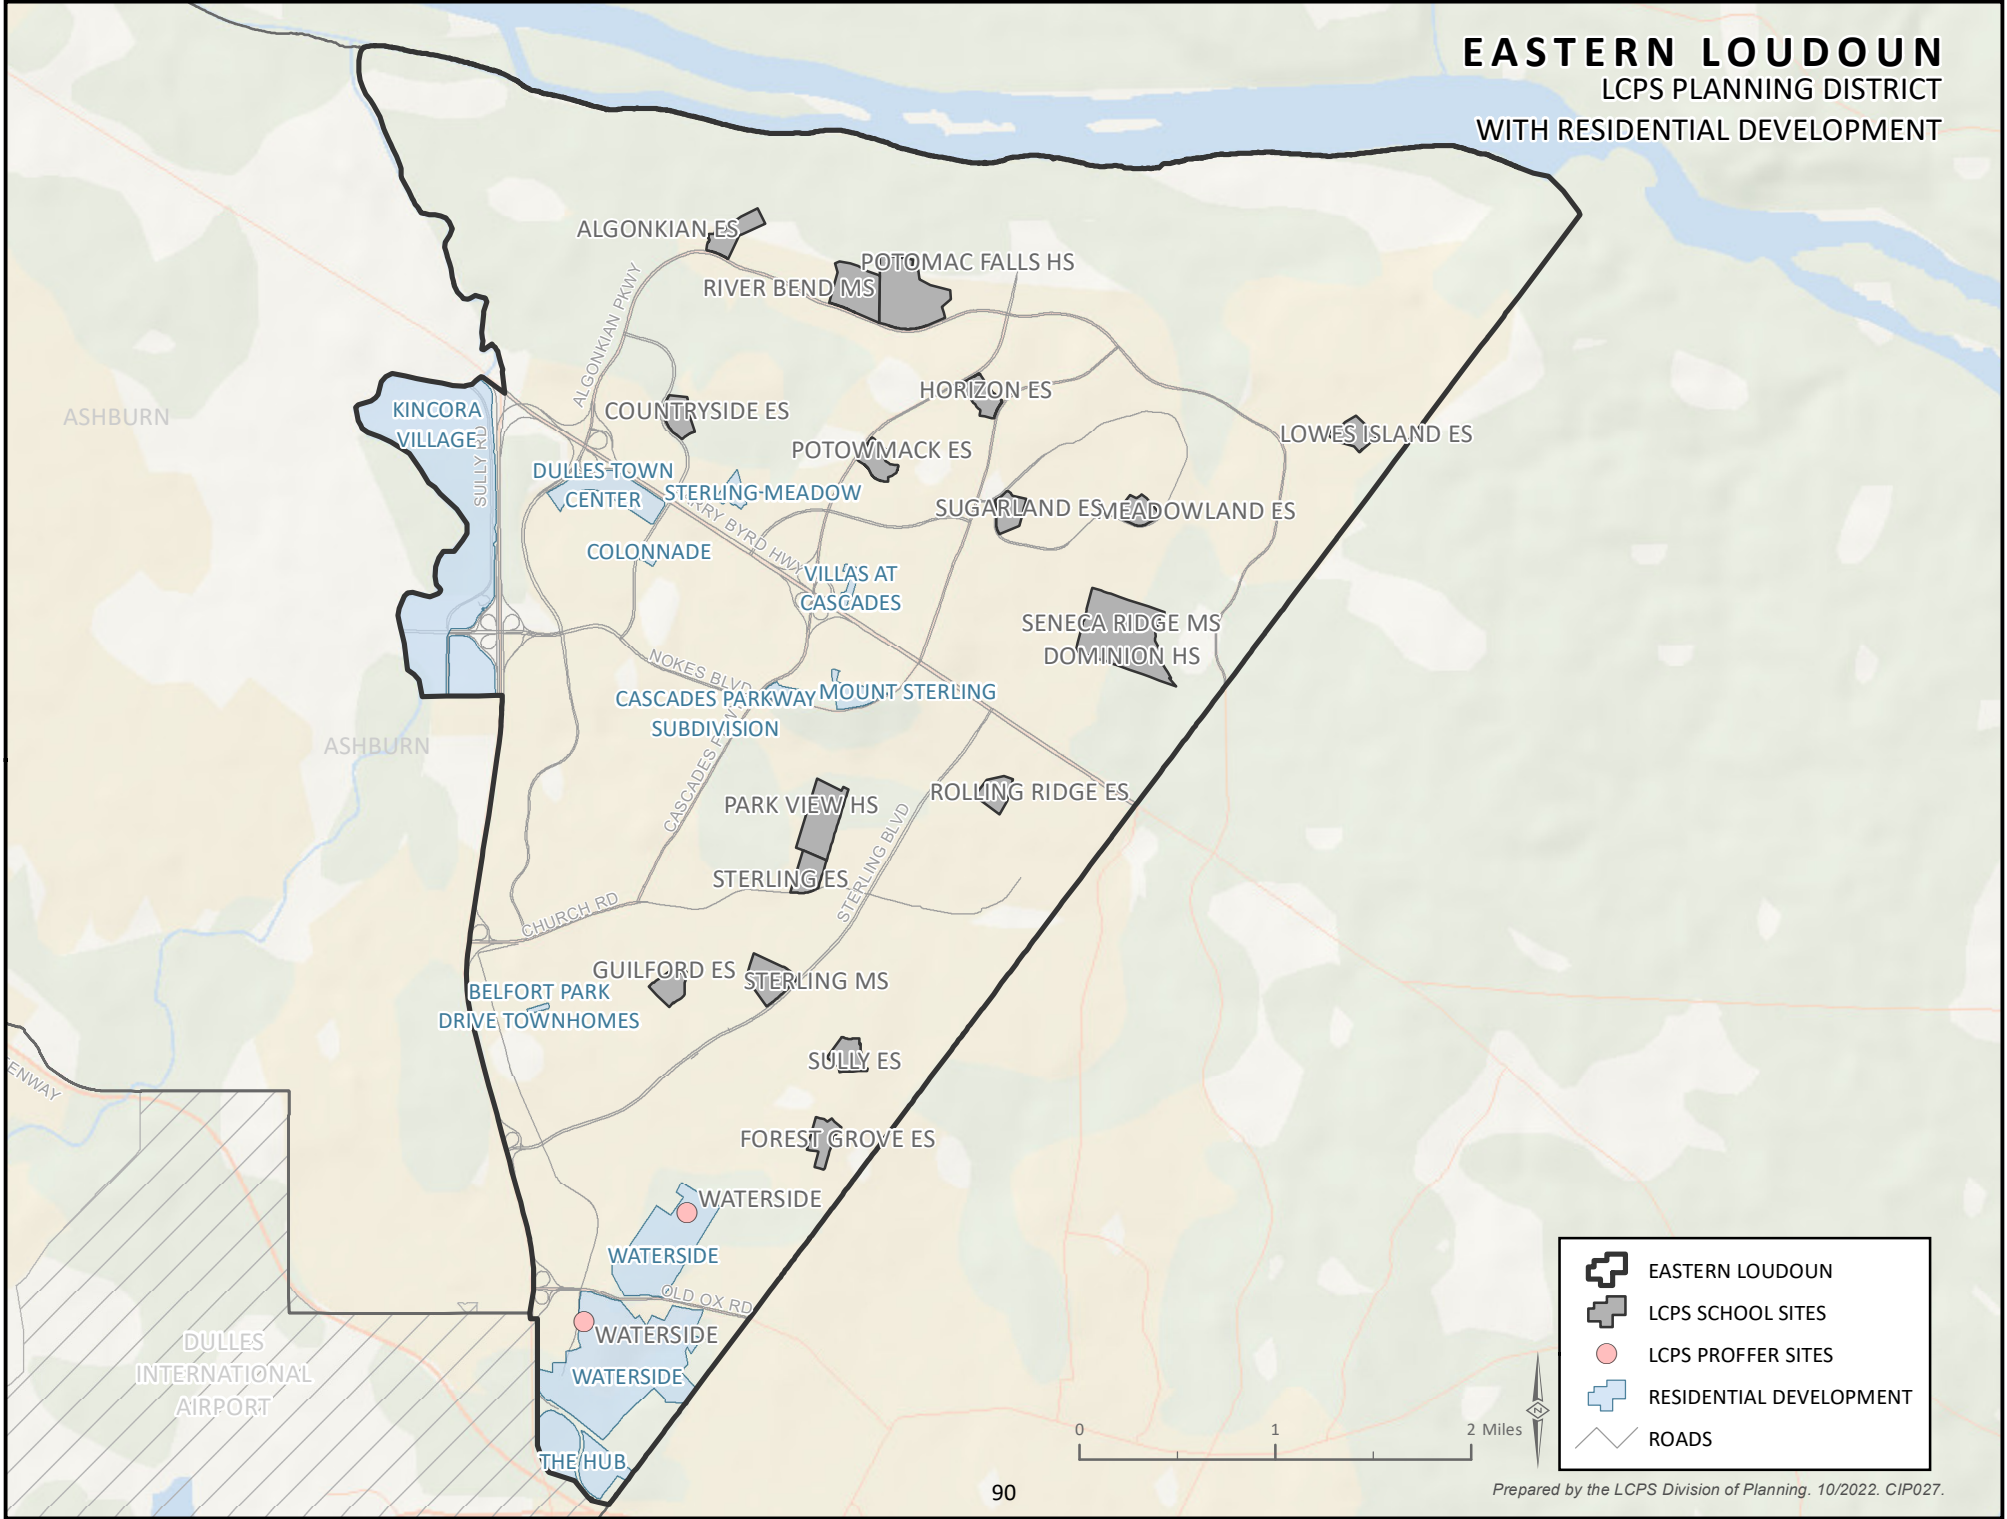 EASTERN LOUDOUN
LCPS PLANNING DISTRICT
WITH RESIDENTIAL DEVELOPMENT
ALGONKIAN ES
POTOMAC FALLS HS
RIVER BEND MS
ALGONKIAN PKWY
HORIZON ES
ASHBURN
KINCORA
VILLAGE
SULLY RD
COUNTRYSIDE ES
LOWES ISLAND ES
POTOWMACK ES
DULLES TOWN
CENTER
STERLING MEADOW
SUGARLAND ES
MEADOWLAND ES
RRY BYRD HWY
COLONNADE
VILLAS AT
CASCADES
SENECA RIDGE MS
DOMINION HS
NOKES BLVD
CASCADES PARKWAY
SUBDIVISION
MOUNT STERLING
ASHBURN
CASCADES P
PARK VIEW HS
ROLLING RIDGE ES
STERLING BLVD
STERLING ES
CHURCH RD
GUILFORD ES
STERLING MS
BELFORT PARK
DRIVE TOWNHOMES
SULLY ES
ENWAY
FOREST GROVE ES
WATERSIDE
WATERSIDE
OLD OX RD
WATERSIDE
WATERSIDE
DULLES
INTERNATIONAL
AIRPORT
THE HUB
EASTERN LOUDOUN
LCPS SCHOOL SITES
LCPS PROFFER SITES
RESIDENTIAL DEVELOPMENT
ROADS
0 1 2 Miles
N
90
Prepared by the LCPS Division of Planning. 10/2022. CIP027.